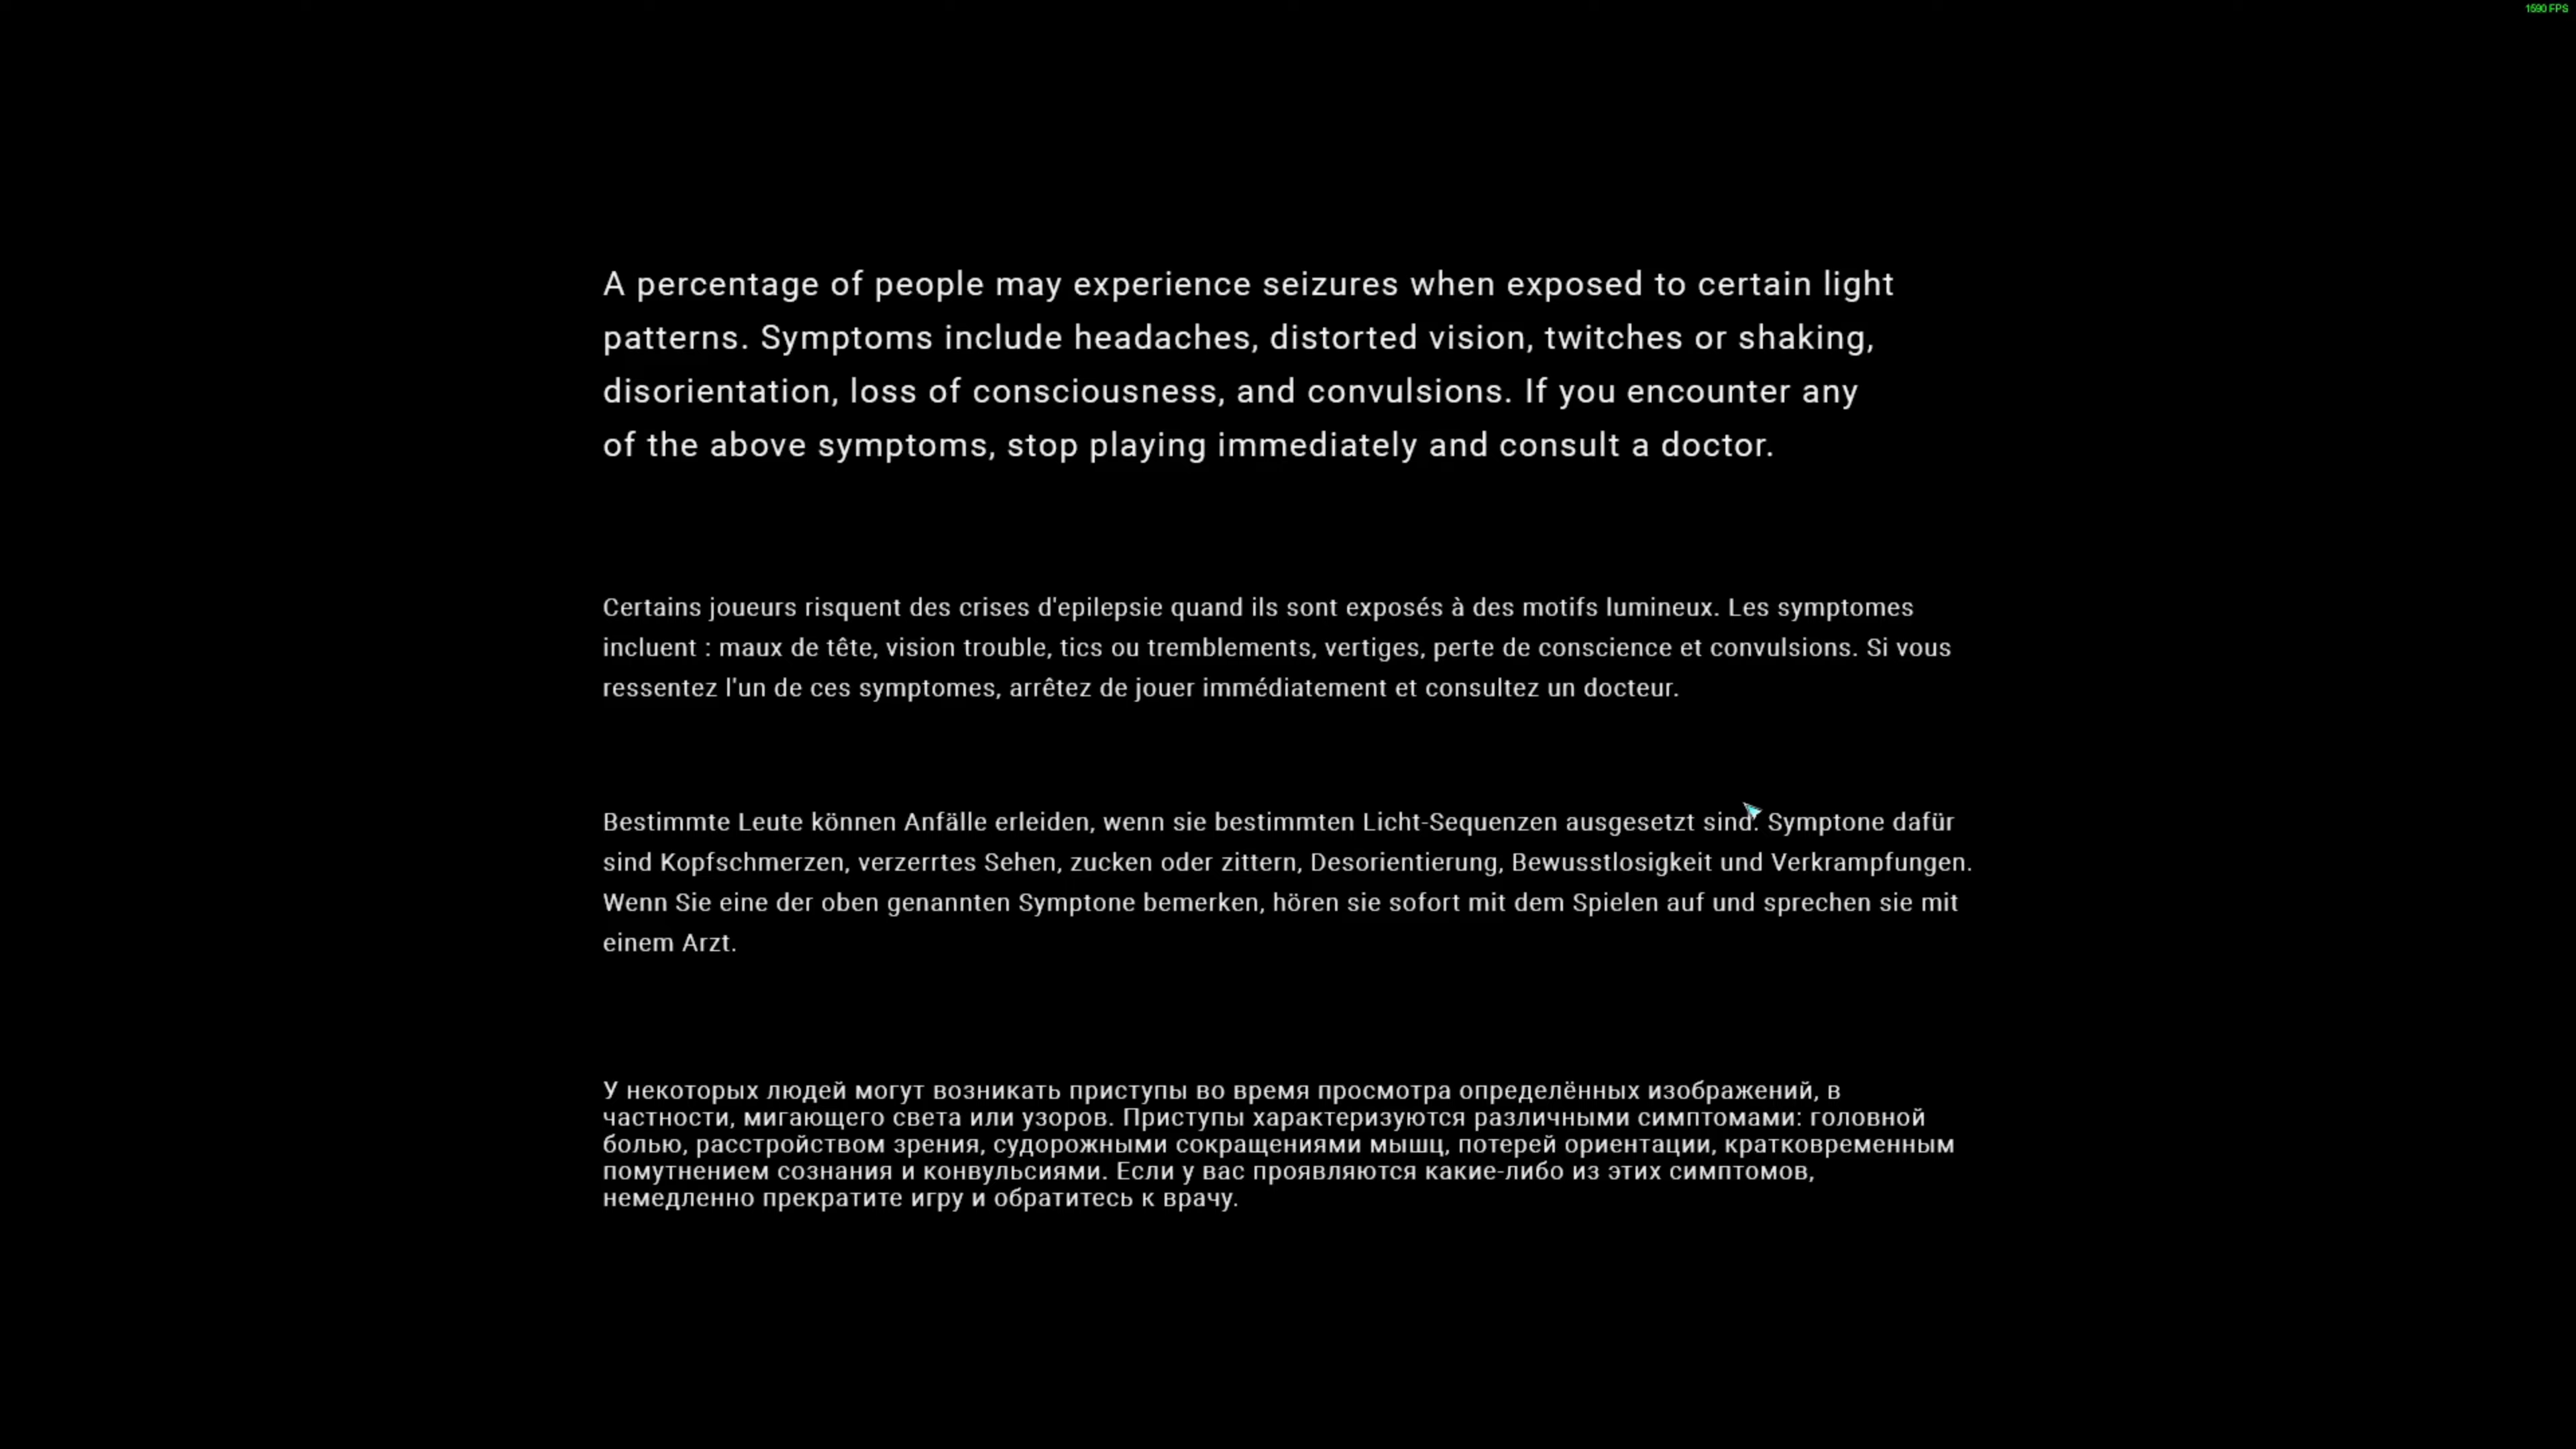 1590 FPS
A percentage of people may experience seizures when exposed to certain light
patterns. Symptoms include headaches, distorted vision, twitches or shaking,
disorientation, loss of consciousness, and convulsions. If you encounter any
of the above symptoms, stop playing immediately and consult a doctor.
Certains joueurs risquent des crises d'epilepsie quand ils sont exposés à des motifs lumineux. Les symptomes
incluent : maux de tête, vision trouble, tics ou tremblements, vertiges, perte de conscience et convulsions. Si vous
ressentez l'un de ces symptomes, arrêtez de jouer immédiatement et consultez un docteur.
Bestimmte Leute können Anfälle erleiden, wenn sie bestimmten Licht-Sequenzen ausgesetzt sind. Symptone dafür
sind Kopfschmerzen, verzerrtes Sehen, zucken oder zittern, Desorientierung, Bewusstlosigkeit und Verkrampfungen.
Wenn Sie eine der oben genannten Symptone bemerken, hören sie sofort mit dem Spielen auf und sprechen sie mit
einem Arzt.
У некоторых людей могут возникать приступы во время просмотра определённых изображений, в
частности, мигающего света или узоров. Приступы характеризуются различными симптомами: головной
болью, расстройством зрения, судорожными сокращениями мышц, потерей ориентации, кратковременным
помутнением сознания и конвульсиями. Если у вас проявляются какие-либо из этих симптомов,
немедленно прекратите игру и обратитесь к врачу.